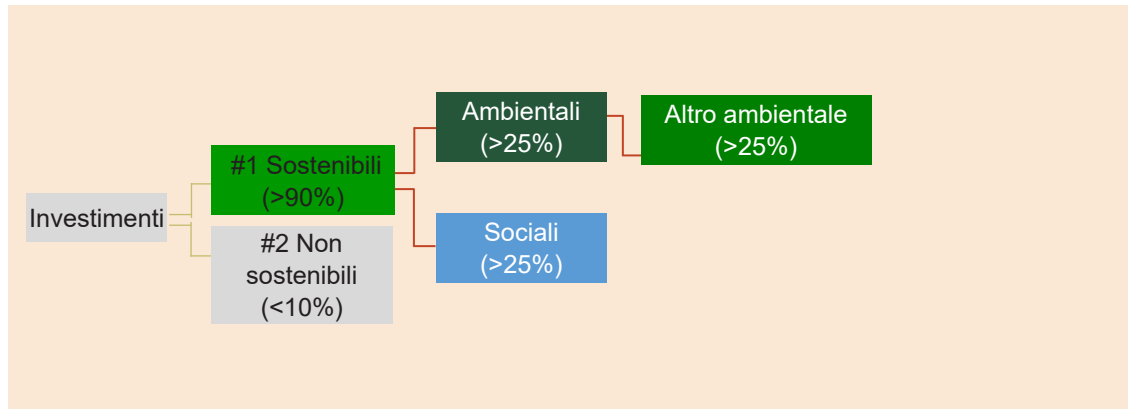 Investimenti
#1 Sostenibili
(>90%)
#2 Non
sostenibili
(<10%)
Ambientali
(>25%)
Sociali
(>25%)
Altro ambientale
(>25%)